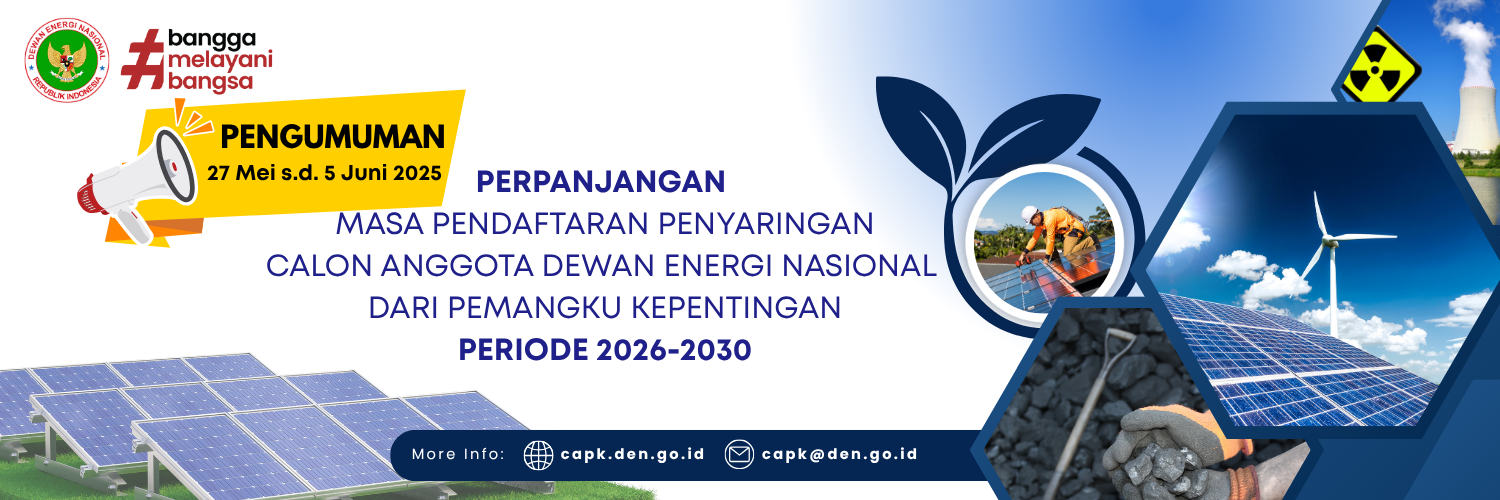 DEWAN ENERGI NASIONAL
REPUBLIK INDONESIA
#bangga
melayani
bangsa
PENGUMUMAN
27 Mei s.d. 5 Juni 2025
PERPANJANGAN
MASA PENDAFTARAN PENYARINGAN
CALON ANGGOTA DEWAN ENERGI NASIONAL
DARI PEMANGKU KEPENTINGAN
PERIODE 2026-2030
More Info: capk.den.go.id capk@den.go.id